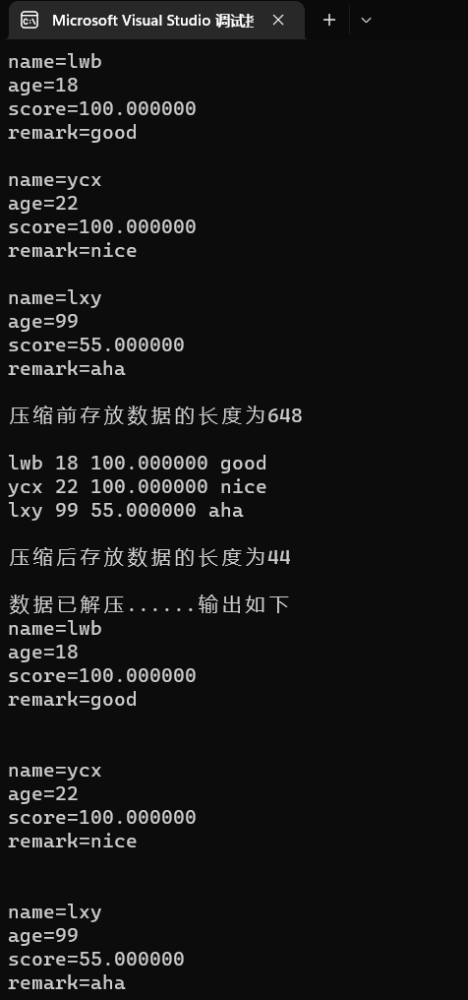 Microsoft Visual Studio 调试
name=lwb
age=18
score=100.000000
remark=good
name=ycx
age=22
score=100.000000
remark=nice
name=lxy
age=99
score=55.000000
remark=aha
压缩前存放数据的长度为648
lwb 18 100.000000 good
ycx 22 100.000000 nice
lxy 99 55.000000 aha
压缩后存放数据的长度为44
数据已解压......输出如下
name=lwb
age=18
score=100.000000
remark=good
name=ycx
age=22
score=100.000000
remark=nice
name=lxy
age=99
score=55.000000
remark=aha